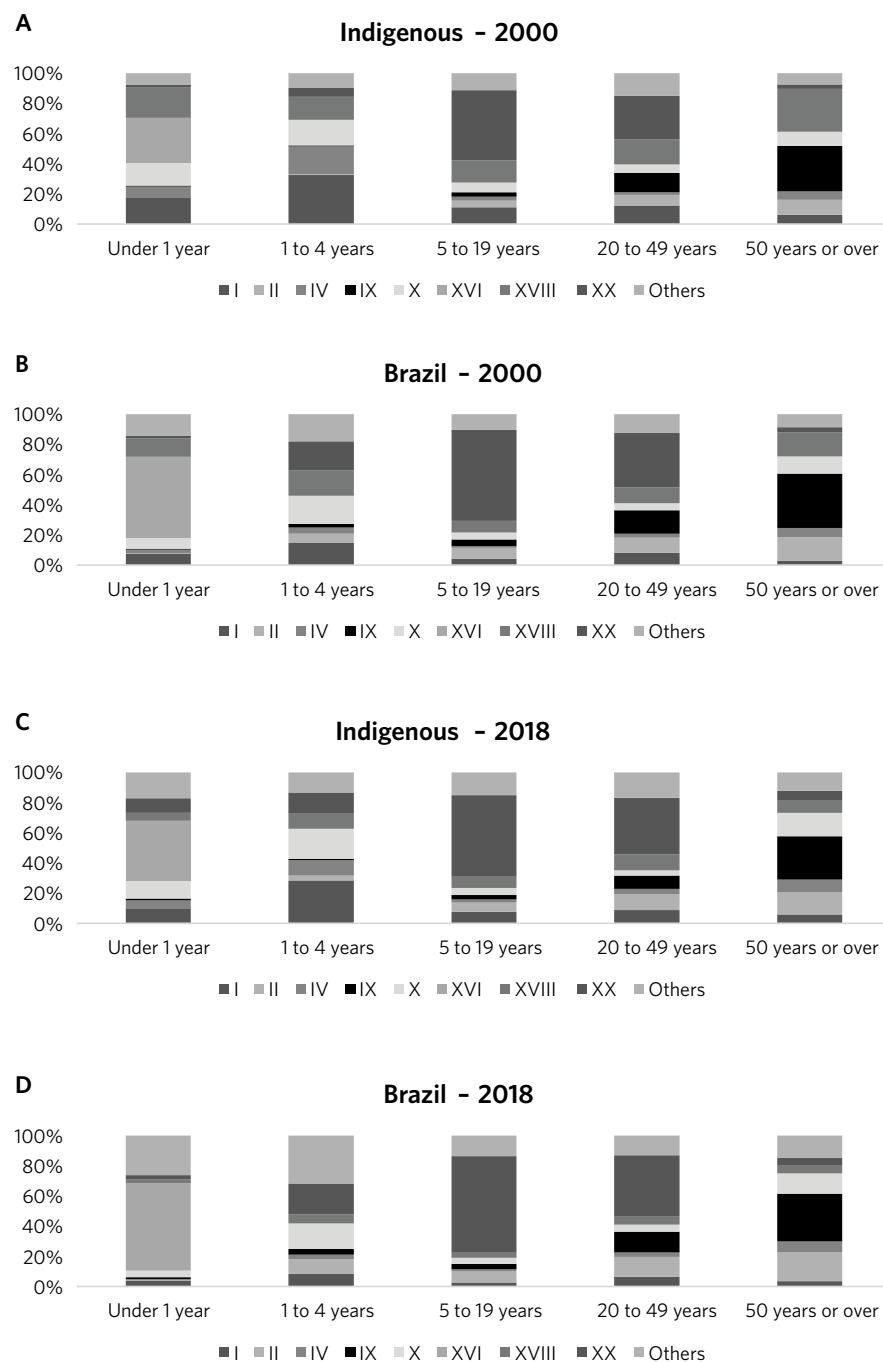 A
Indigenous – 2000
100%
80%
60%
40%
20%
0%
Under 1 year 1 to 4 years 5 to 19 years 20 to 49 years 50 years or over
I II IV IX X XVI XVIII XX Others
B
Brazil – 2000
100%
80%
60%
40%
20%
0%
Under 1 year 1 to 4 years 5 to 19 years 20 to 49 years 50 years or over
I II IV IX X XVI XVIII XX Others
C
Indigenous – 2018
100%
80%
60%
40%
20%
0%
Under 1 year 1 to 4 years 5 to 19 years 20 to 49 years 50 years or over
I II IV IX X XVI XVIII XX Others
D
Brazil – 2018
100%
80%
60%
40%
20%
0%
Under 1 year 1 to 4 years 5 to 19 years 20 to 49 years 50 years or over
I II IV IX X XVI XVIII XX Others